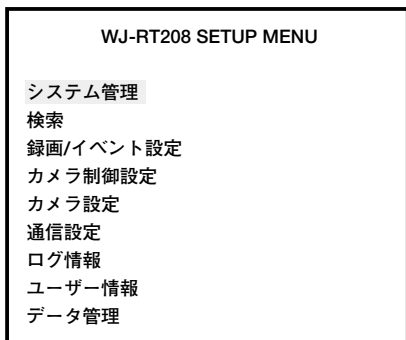 WJ-RT208 SETUP MENU
システム管理
検索
録画/イベント設定
カメラ制御設定
カメラ設定
通信設定
ログ情報
ユーザー情報
データ管理